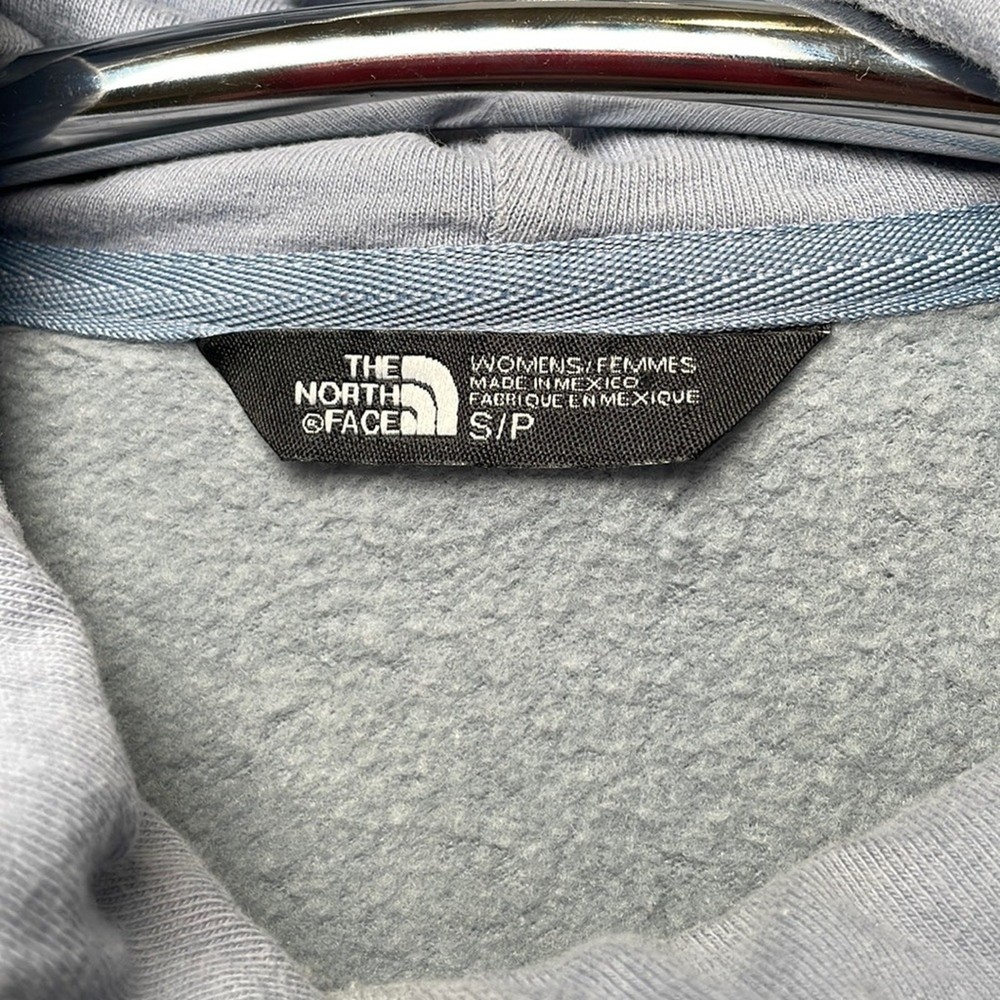 THE
NORTH
®FACE
WOMENS/FEMMES
MADE IN MEXICO
FABRIQUE EN MEXIQUE
S/P